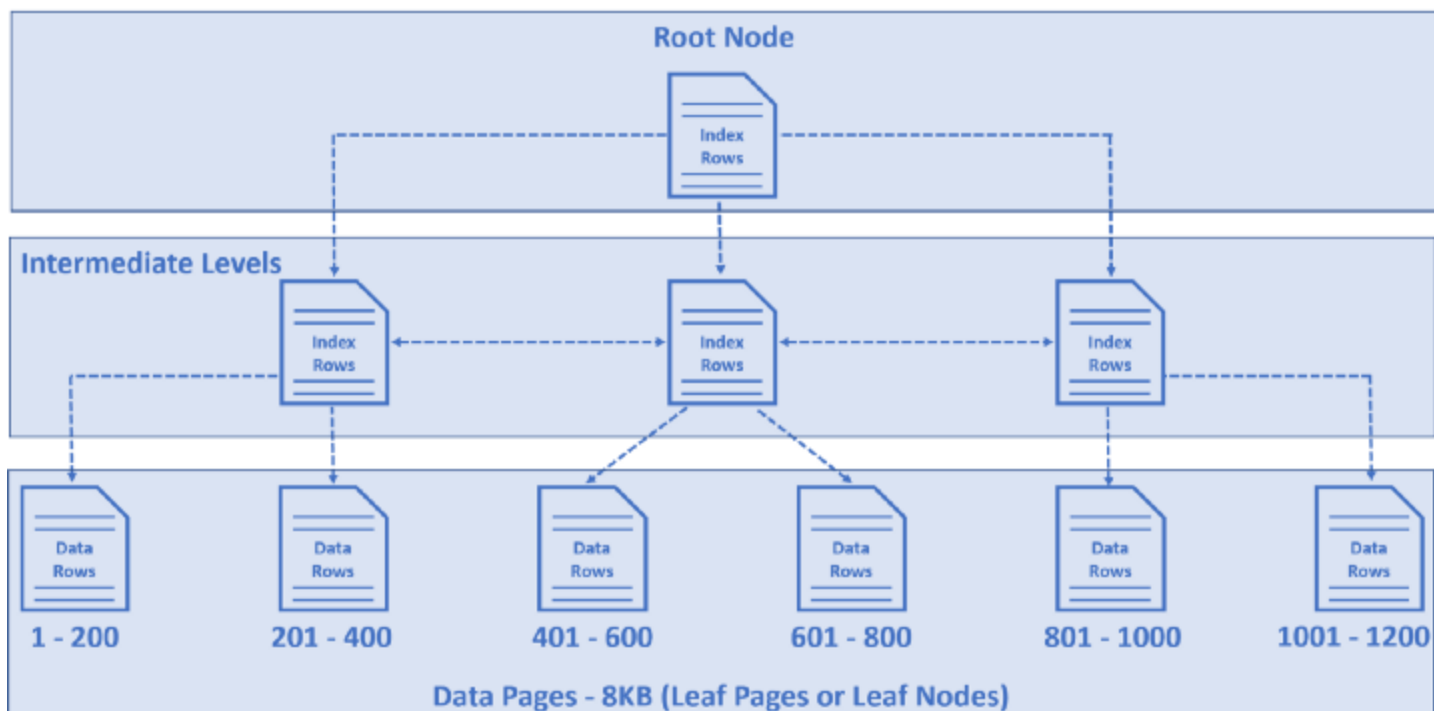 Root Node
Index
Rows
Intermediate Levels
Index
Rows
Index
Rows
Index
Rows
Data
Rows
Data
Rows
Data
Rows
Data
Rows
Data
Rows
Data
Rows
1 - 200
201 - 400
401 - 600
601 - 800
801 - 1000
1001 - 1200
Data Pages - 8KB (Leaf Pages or Leaf Nodes)